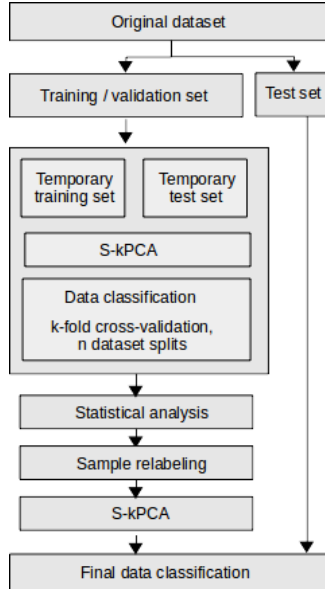 Original dataset
Training / validation set
Test set
Temporary
training set
Temporary
test set
S-kPCA
Data classification
k-fold cross-validation,
n dataset splits
Statistical analysis
Sample relabeling
S-kPCA
Final data classification